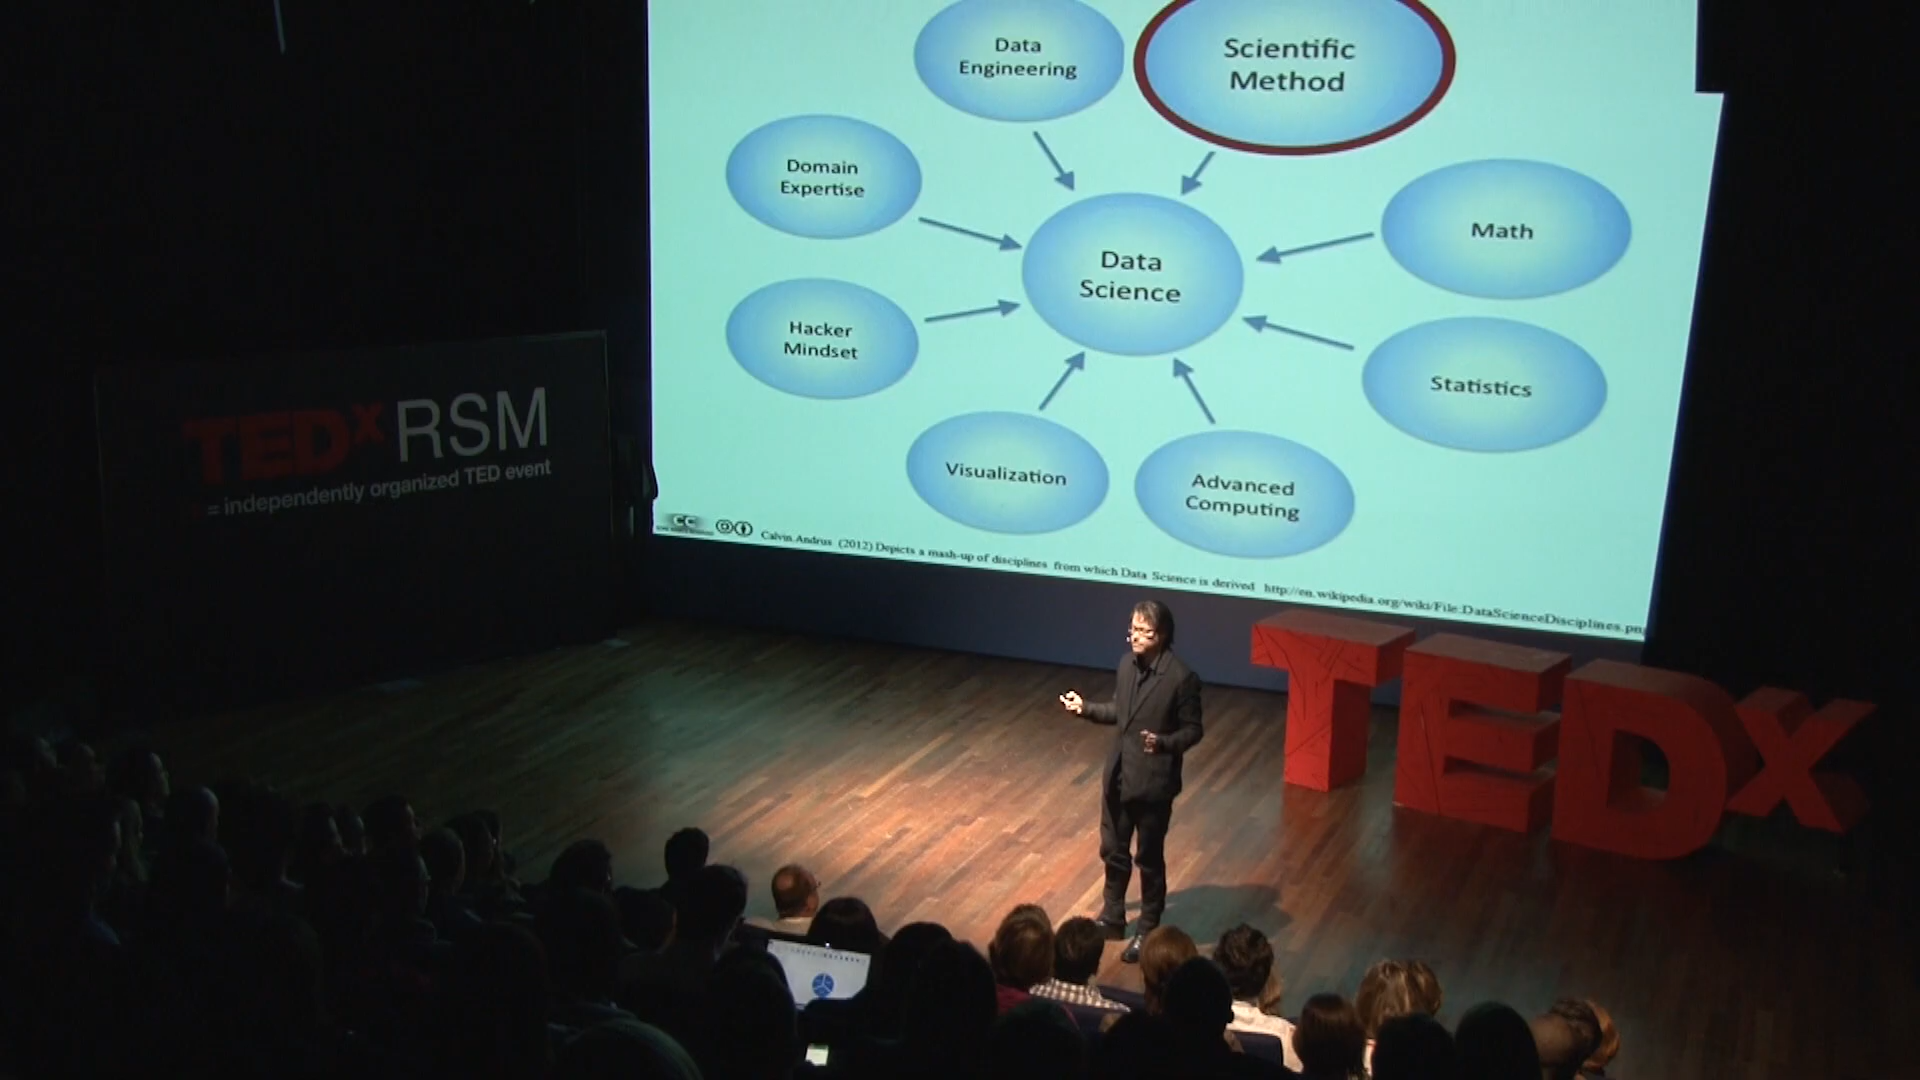 Data
Engineering
Scientific
Method
Domain
Expertise
Math
Data
Science
Hacker
Mindset
Statistics
Visualization
Advanced
Computing
CC
Calvin.Andrus (2012) Depicts a mash-up of disciplines from which Data Science is derived http://en.wikipedia.org/wiki/File:DataScienceDisciplines.png
TEDx RSM
x = independently organized TED event
TEDx